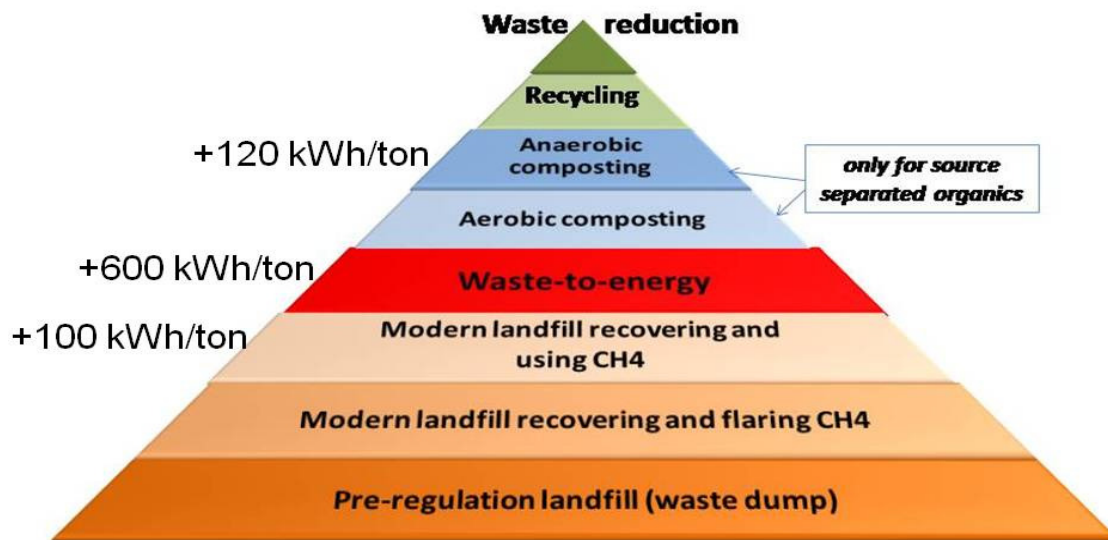 Waste reduction
Recycling
+120 kWh/ton
Anaerobic
composting
only for source
separated organics
Aerobic composting
+600 kWh/ton
Waste-to-energy
+100 kWh/ton
Modern landfill recovering and
using CH4
Modern landfill recovering and flaring CH4
Pre-regulation landfill (waste dump)